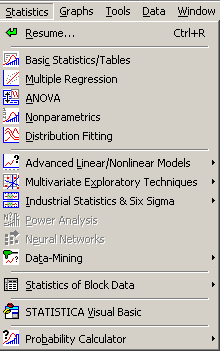 Statistics Graphs Tools Data Window
Resume... Ctrl+R
Basic Statistics/Tables
Multiple Regression
ANOVA
Nonparametrics
Distribution Fitting
Advanced Linear/Nonlinear Models
Multivariate Exploratory Techniques
Industrial Statistics & Six Sigma
Power Analysis
Neural Networks
Data-Mining
Statistics of Block Data
STATISTICA Visual Basic
Probability Calculator